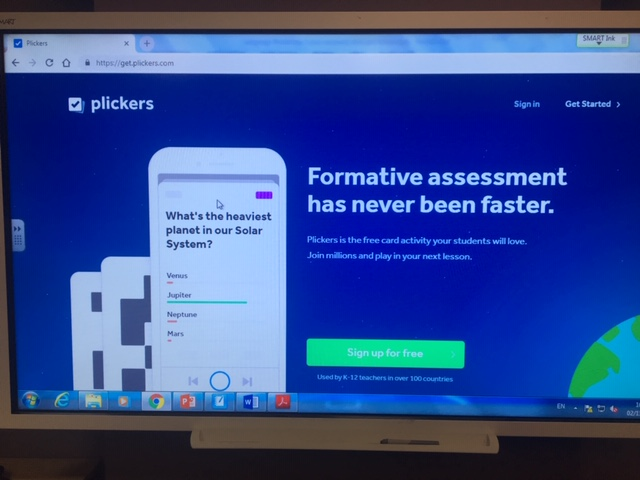 Plickers
SMART Ink
https://get.plickers.com
plickers
Sign in
Get Started
Formative assessment
has never been faster.
Plickers is the free card activity your students will love.
Join millions and play in your next lesson.
What's the heaviest
planet in our Solar
System?
Venus
Jupiter
Neptune
Mars
Sign up for free
Used by K-12 teachers in over 100 countries
EN